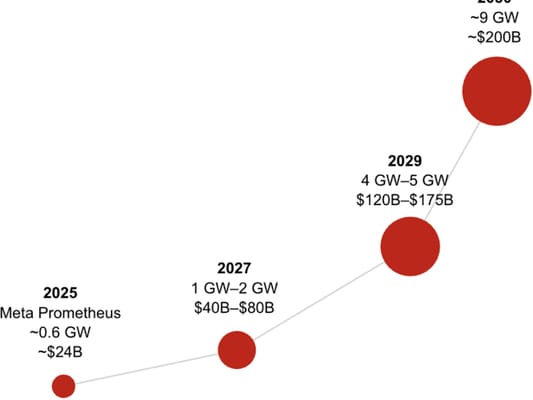 ~9 GW
~$200B
2029
4 GW–5 GW
$120B–$175B
2027
1 GW–2 GW
$40B–$80B
2025
Meta Prometheus
~0.6 GW
~$24B